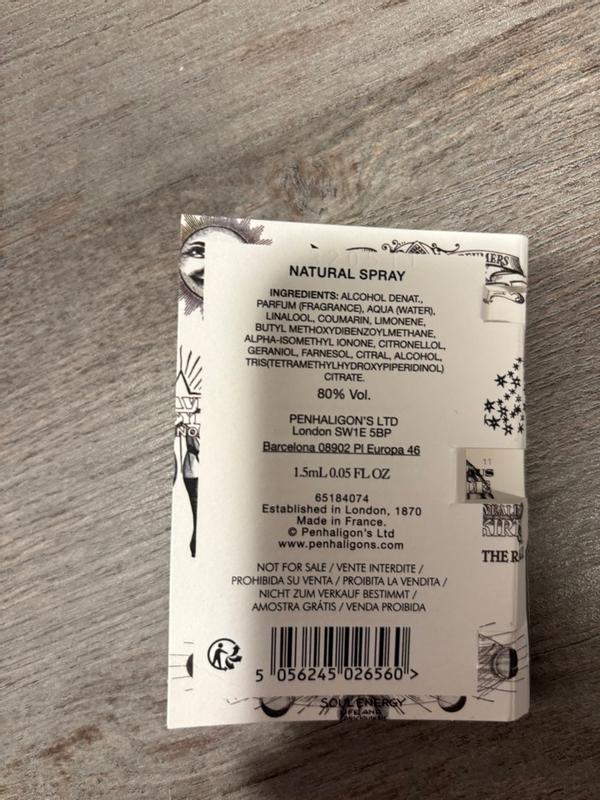 UMERS
NATURAL SPRAY
INGREDIENTS: ALCOHOL DENAT.,
PARFUM (FRAGRANCE), AQUA (WATER),
LINALOOL, COUMARIN, LIMONENE,
BUTYL METHOXYDIBENZOYLMETHANE,
ALPHA-ISOMETHYL IONONE, CITRONELLOL,
GERANIOL, FARNESOL, CITRAL, ALCOHOL,
TRIS(TETRAMETHYLHYDROXYPIPERIDINOL)
CITRATE.
80% Vol.
PENHALIGON'S LTD
London SW1E 5BP
Barcelona 08902 Pl Europa 46
11
1.5mL 0.05 FL OZ
65184074
Established in London, 1870
Made in France.
© Penhaligon's Ltd
www.penhaligons.com
THE R
NOT FOR SALE / VENTE INTERDITE /
PROHIBIDA SU VENTA / PROIBITA LA VENDITA /
NICHT ZUM VERKAUF BESTIMMT /
AMOSTRA GRÁTIS / VENDA PROIBIDA
5 056245 026560 >
SOUL ENERGY
LIFE AND